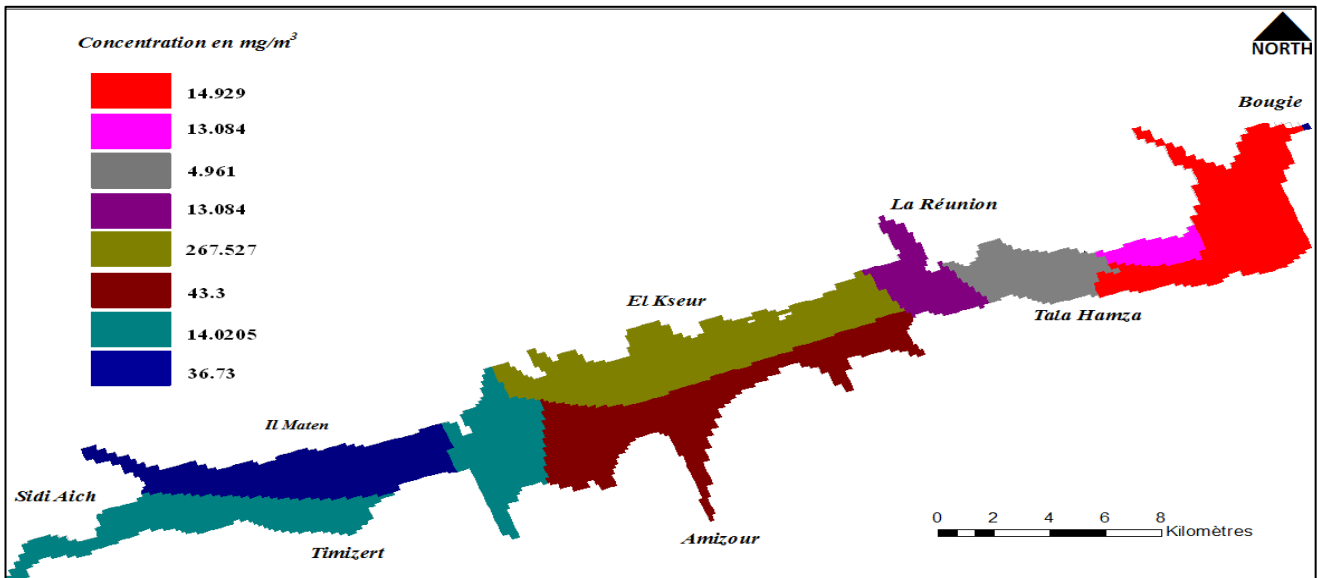 Concentration en mg/m³
NORTH
14.929
13.084
4.961
13.084
267.527
43.3
14.0205
36.73
Bougie
La Réunion
Tala Hamza
El Kseur
Il Maten
Sidi Aich
Timizert
Amizour
0 2 4 6 8
Kilomètres